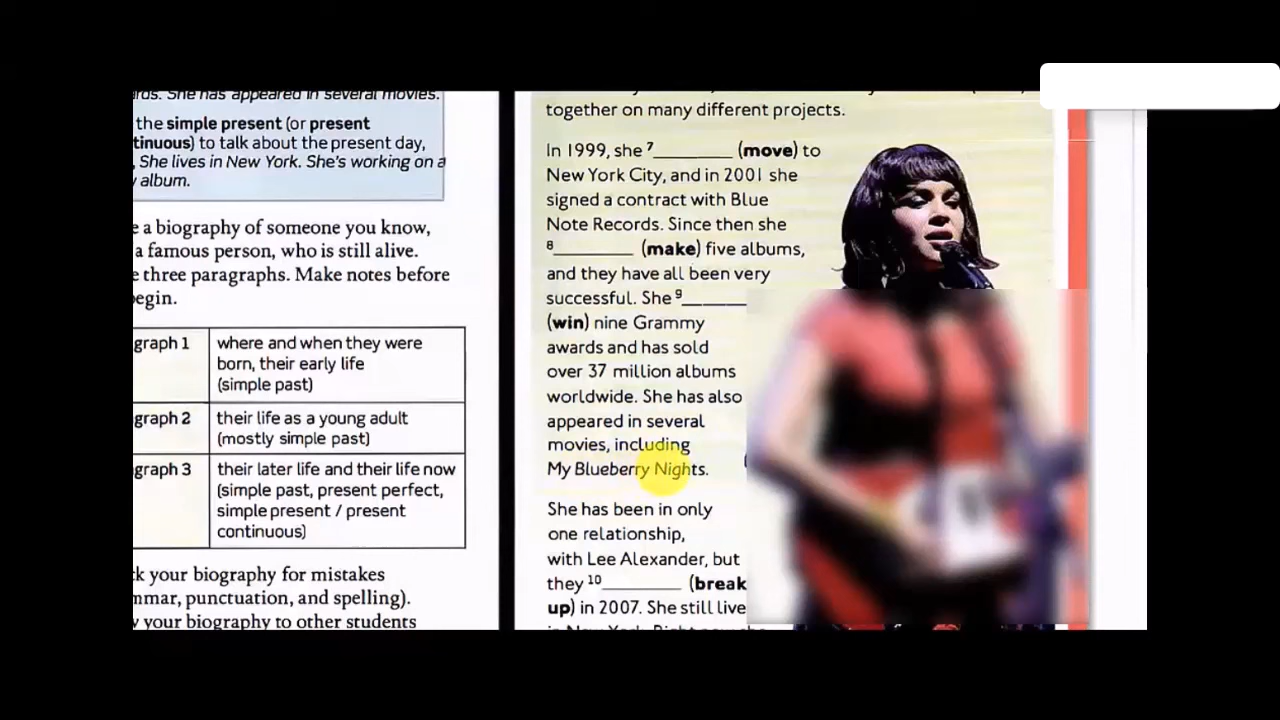 She has appeared in several movies.
the simple present (or present
tinuous) to talk about the present day,
She lives in New York. She's working on a
album.
a biography of someone you know,
a famous person, who is still alive.
three paragraphs. Make notes before
egin.
graph 1
where and when they were
born, their early life
(simple past)
graph 2
their life as a young adult
(mostly simple past)
graph 3
their later life and their life now
(simple past, present perfect,
simple present / present
continuous)
k your biography for mistakes
mmar, punctuation, and spelling).
your biography to other students
together on many different projects.
In 1999, she 7________ (move) to
New York City, and in 2001 she
signed a contract with Blue
Note Records. Since then she
8________ (make) five albums,
and they have all been very
successful. She 9_______
(win) nine Grammy
awards and has sold
over 37 million albums
worldwide. She has also
appeared in several
movies, including
My Blueberry Nights.
She has been in only
one relationship,
with Lee Alexander, but
they 10________ (break
up) in 2007. She still live